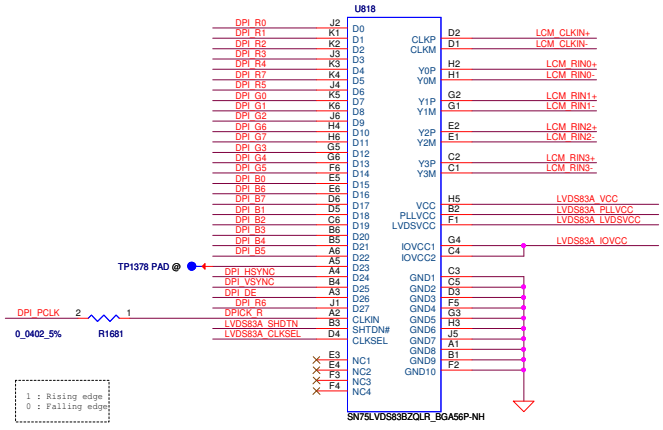 U818
DPI_R0 J2 D0
DPI_R1 K1 D1 CLKP D2 LCM_CLKIN+
DPI_R2 K2 D2 CLKM D1 LCM_CLKIN-
DPI_R3 J3 D3
DPI_R4 K3 D4 Y0P H2 LCM_RIN0+
DPI_R7 K4 D5 Y0M H1 LCM_RIN0-
DPI_R5 J4 D6
DPI_G0 K5 D7 Y1P G2 LCM_RIN1+
DPI_G1 K6 D8 Y1M G1 LCM_RIN1-
DPI_G2 J6 D9
DPI_G6 H4 D10 Y2P E2 LCM_RIN2+
DPI_G7 H6 D11 Y2M E1 LCM_RIN2-
DPI_G3 G5 D12
DPI_G4 G6 D13 Y3P C2 LCM_RIN3+
DPI_G5 F6 D14 Y3M C1 LCM_RIN3-
DPI_B0 E5 D15
DPI_B6 E6 D16
DPI_B7 D6 D17 VCC H5 LVDS83A_VCC
DPI_B1 D5 D18 PLLVCC B2 LVDS83A_PLLVCC
DPI_B2 C6 D19 LVDSVCC F1 LVDS83A_LVDSVCC
DPI_B3 B6 D20
DPI_B4 B5 D21 IOVCC1 G4 LVDS83A_IOVCC
DPI_B5 A6 D22 IOVCC2 C4
TP1378 PAD @ A5 D23
DPI_HSYNC A4 D24 GND1 C3
DPI_VSYNC B4 D25 GND2 C5
DPI_DE A3 D26 GND3 D3
DPI_R6 J1 D27 GND4 F5
DPI_PCLK 2 1 DPICK_R A2 CLKIN GND5 G3
LVDS83A_SHDTN B3 SHTDN# GND6 H3
0_0402_5% R1681 LVDS83A_CLKSEL D4 CLKSEL GND7 J5
GND8 A1
E3 NC1 GND9 B1
E4 NC2 GND10 F2
F3 NC3
F4 NC4
1 : Rising edge
0 : Falling edge
SN75LVDS83BZQLR_BGA56P-NH